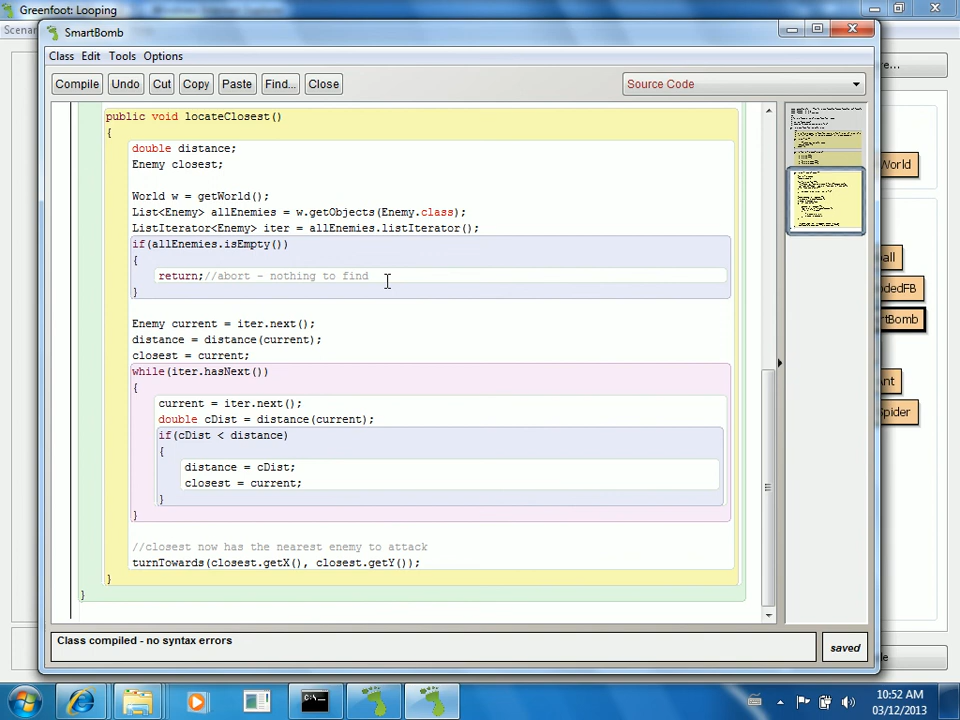 Greenfoot: Looping
Scenar
SmartBomb
Class Edit Tools Options
Compile Undo Cut Copy Paste Find... Close
Source Code
re...
public void locateClosest()
{
double distance;
Enemy closest;
World w = getWorld();
List<Enemy> allEnemies = w.getObjects(Enemy.class);
ListIterator<Enemy> iter = allEnemies.listIterator();
if(allEnemies.isEmpty())
{
return;//abort - nothing to find
}
Enemy current = iter.next();
distance = distance(current);
closest = current;
while(iter.hasNext())
{
current = iter.next();
double cDist = distance(current);
if(cDist < distance)
{
distance = cDist;
closest = current;
}
}
//closest now has the nearest enemy to attack
turnTowards(closest.getX(), closest.getY());
}
}
World
all
odedFB
rtBomb
Ant
Spider
Class compiled - no syntax errors
saved
le
10:52 AM
03/12/2013